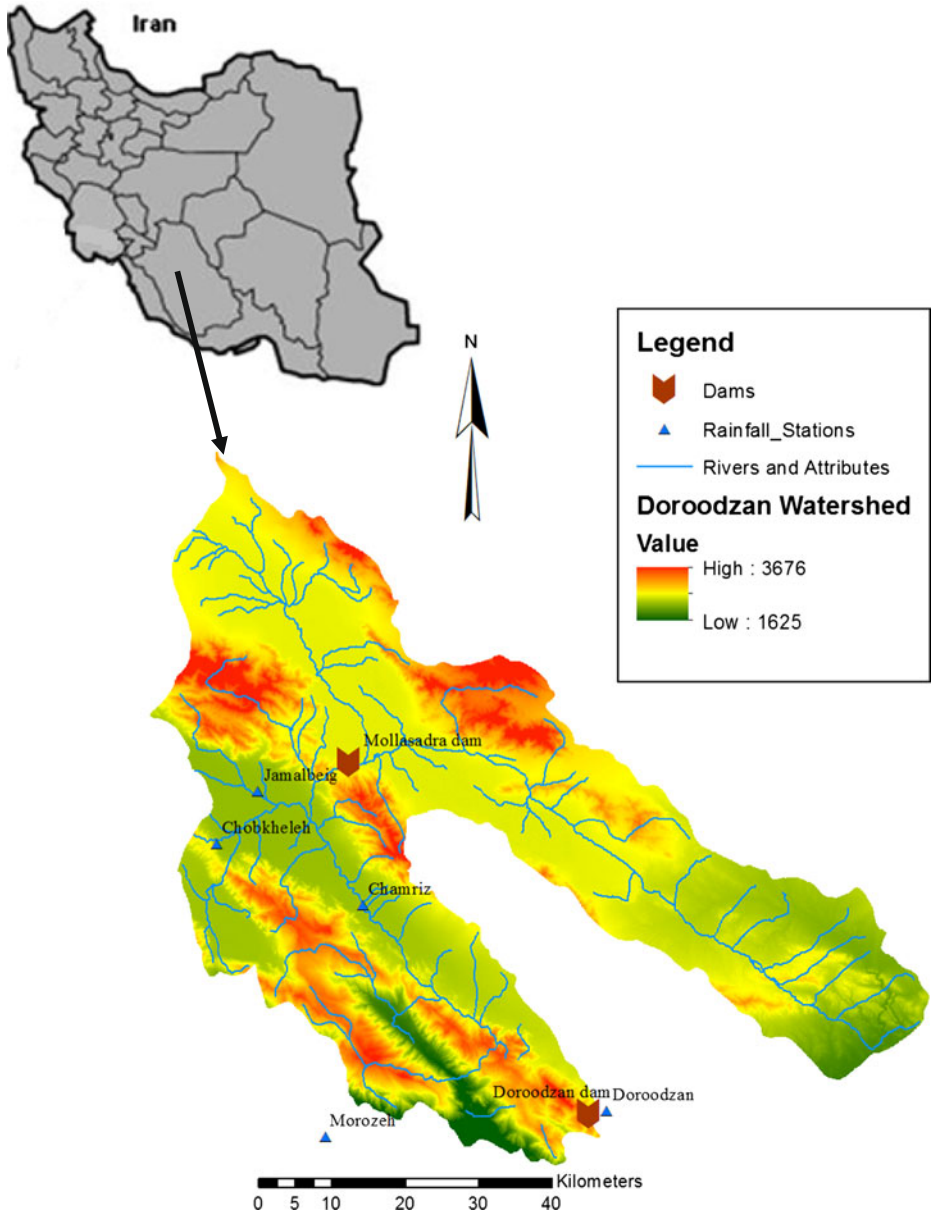 Iran
N
Legend
Dams
Rainfall_Stations
Rivers and Attributes
Doroodzan Watershed
Value
High : 3676
Low : 1625
Mollasadra dam
Jamalbeig
Chobkheleh
Chamriz
Doroodzan dam
Doroodzan
Morozeh
Kilometers
0 5 10 20 30 40